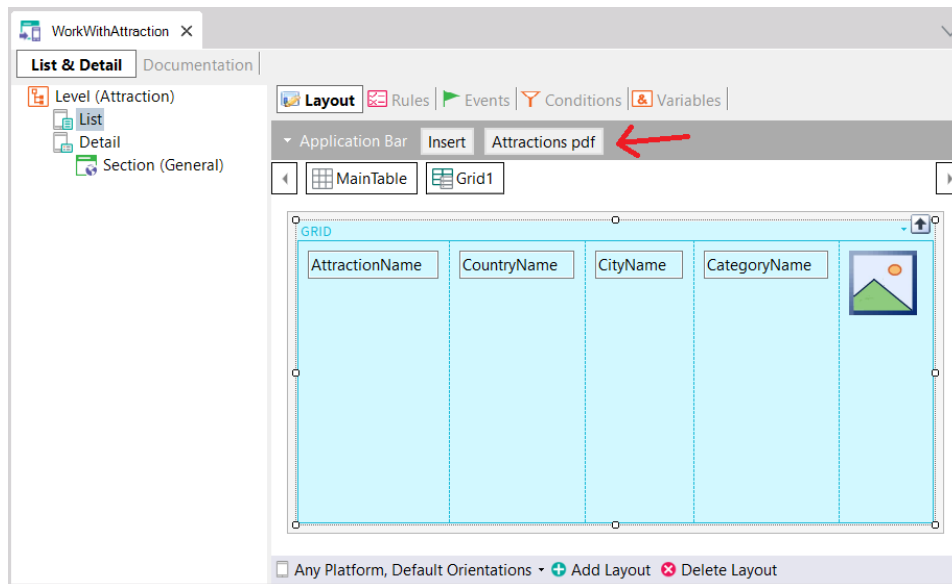 WorkWithAttraction
List & Detail Documentation
Level (Attraction)
List
Detail
Section (General)
Layout Rules Events Conditions & Variables
Application Bar Insert Attractions pdf
MainTable Grid1
GRID
AttractionName CountryName CityName CategoryName
Any Platform, Default Orientations Add Layout Delete Layout